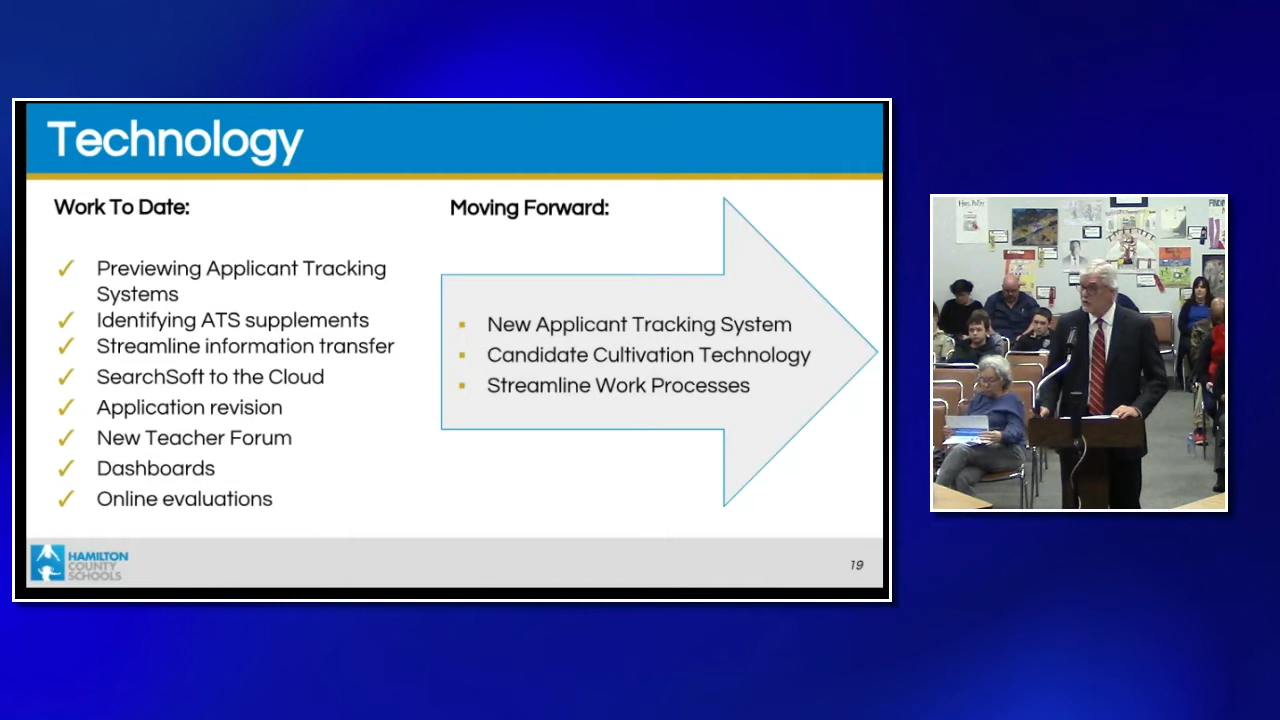 Technology
Work To Date:
Previewing Applicant Tracking
Systems
Identifying ATS supplements
Streamline information transfer
SearchSoft to the Cloud
Application revision
New Teacher Forum
Dashboards
Online evaluations
Moving Forward:
New Applicant Tracking System
Candidate Cultivation Technology
Streamline Work Processes
HAMILTON
COUNTY
SCHOOLS
19